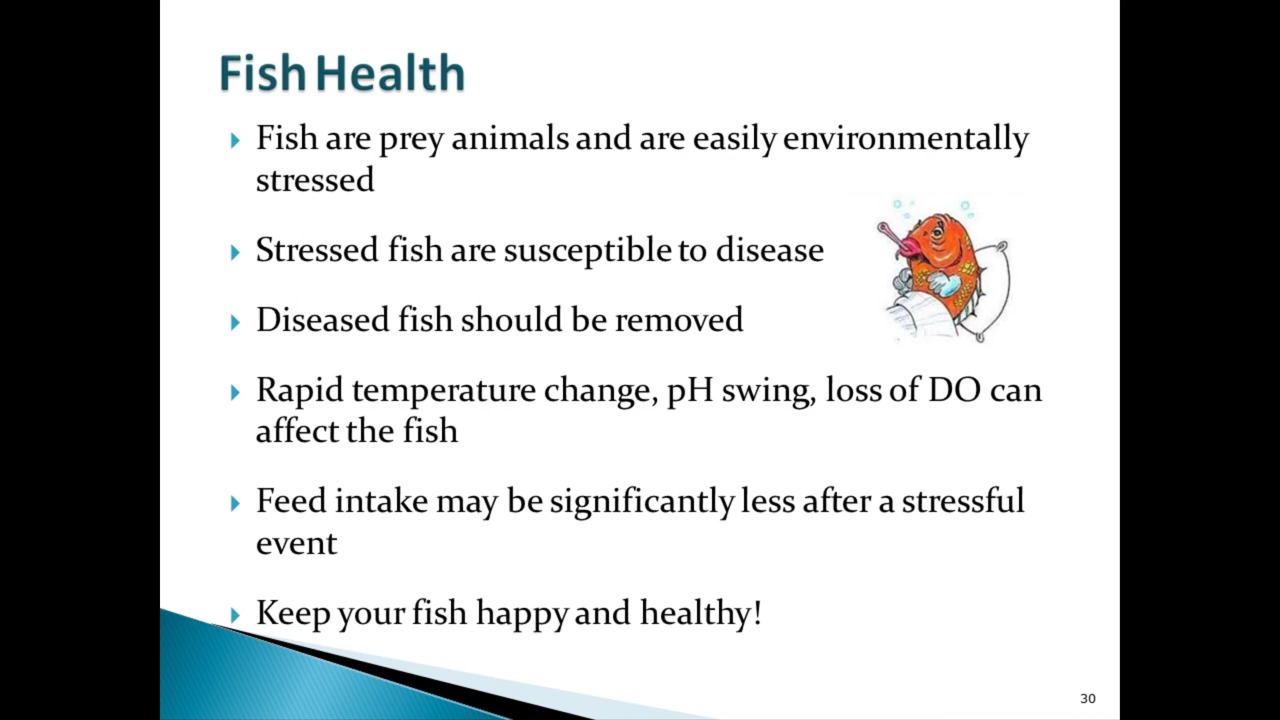 Fish Health
Fish are prey animals and are easily environmentally
stressed
Stressed fish are susceptible to disease
Diseased fish should be removed
Rapid temperature change, pH swing, loss of DO can
affect the fish
Feed intake may be significantly less after a stressful
event
Keep your fish happy and healthy!
30